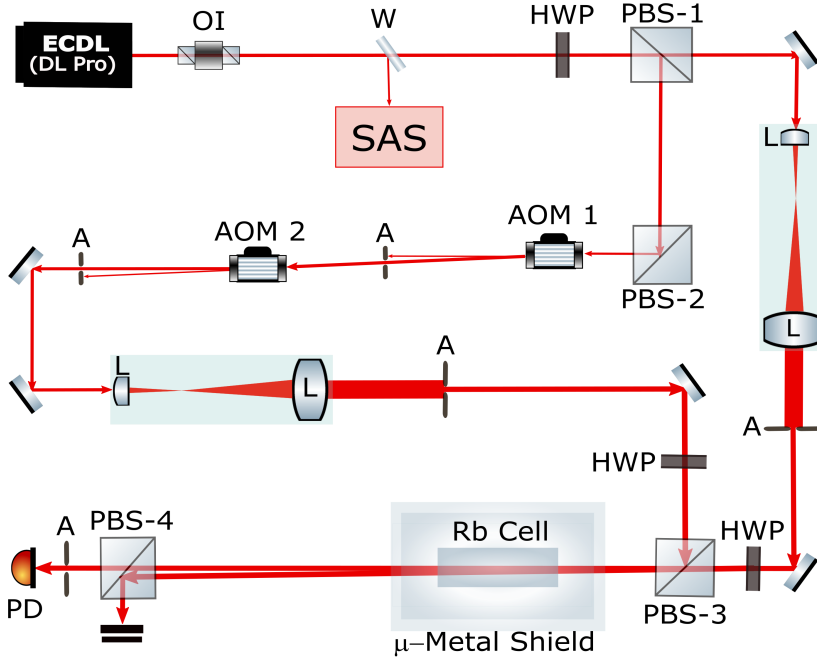 ECDL
(DL Pro)
OI
W
HWP
PBS-1
SAS
L
A
AOM 2
A
AOM 1
PBS-2
L
L
L
A
A
HWP
A
PBS-4
Rb Cell
HWP
PD
PBS-3
μ-Metal Shield